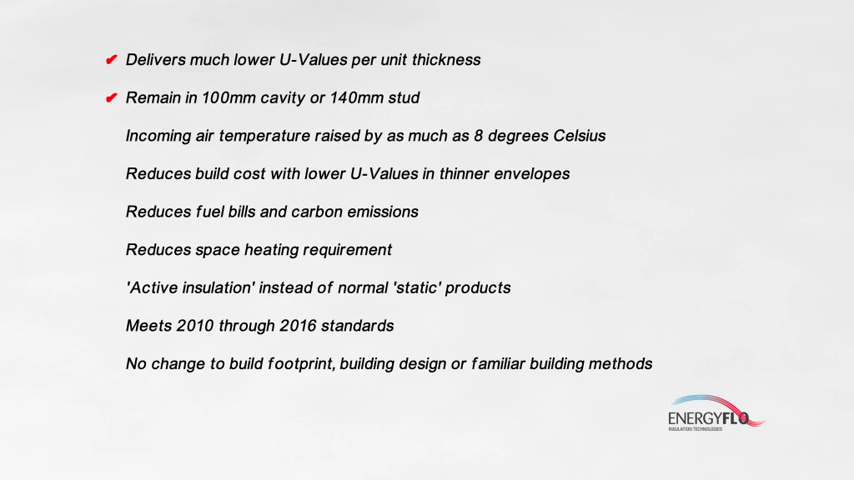 ✔ Delivers much lower U-Values per unit thickness
✔ Remain in 100mm cavity or 140mm stud
Incoming air temperature raised by as much as 8 degrees Celsius
Reduces build cost with lower U-Values in thinner envelopes
Reduces fuel bills and carbon emissions
Reduces space heating requirement
'Active insulation' instead of normal 'static' products
Meets 2010 through 2016 standards
No change to build footprint, building design or familiar building methods
ENERGYFLO
INSULATION TECHNOLOGIES